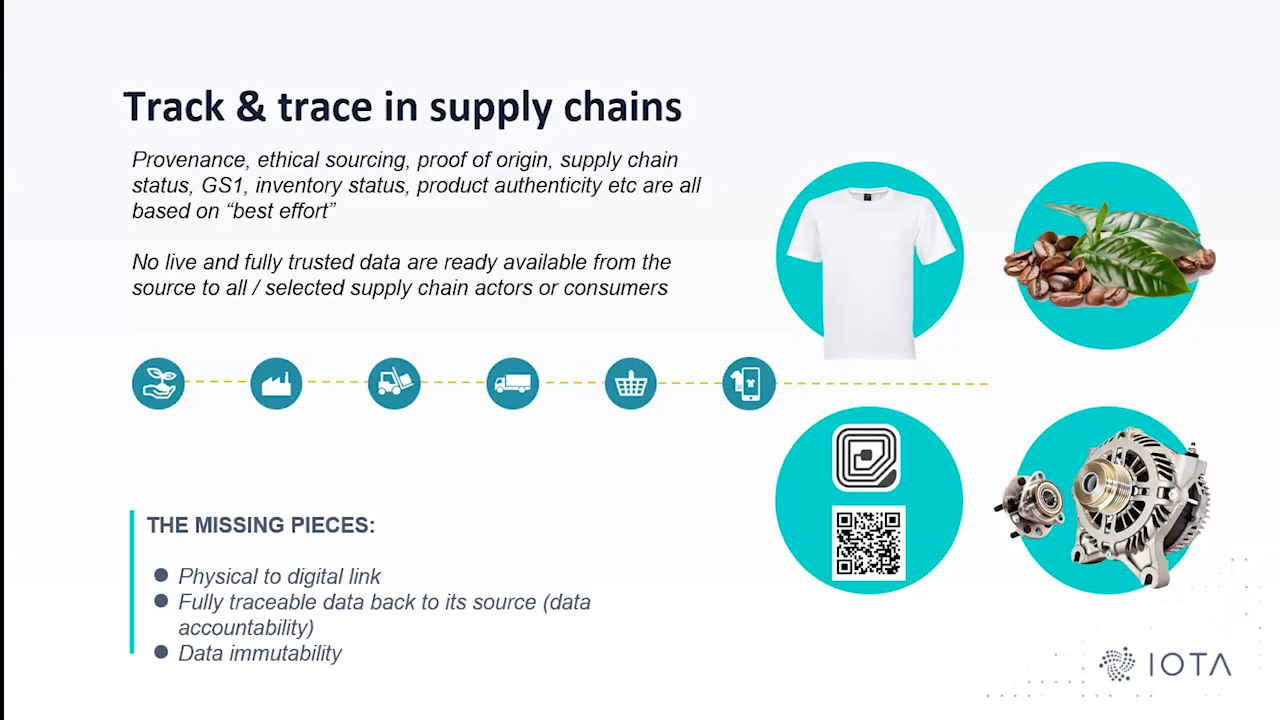 Track & trace in supply chains
Provenance, ethical sourcing, proof of origin, supply chain
status, GS1, inventory status, product authenticity etc are all
based on “best effort”
No live and fully trusted data are ready available from the
source to all / selected supply chain actors or consumers
THE MISSING PIECES:
Physical to digital link
Fully traceable data back to its source (data
accountability)
Data immutability
IOTA